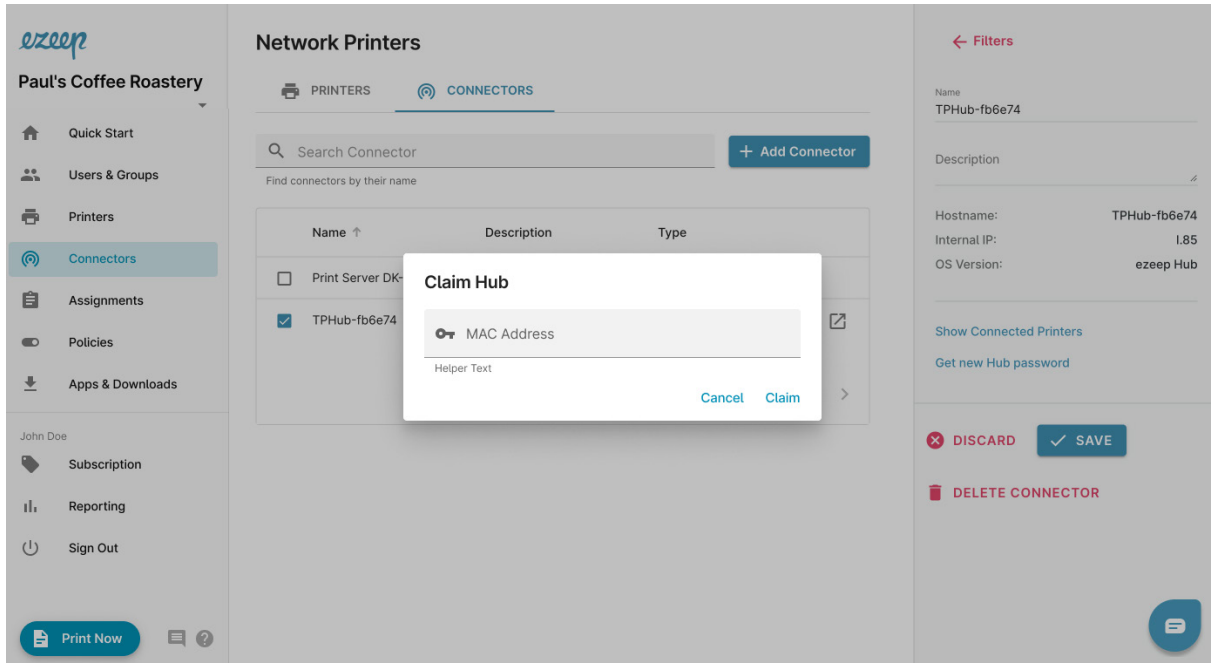 ezeep
Paul's Coffee Roastery
Quick Start
Users & Groups
Printers
Connectors
Assignments
Policies
Apps & Downloads
John Doe
Subscription
Reporting
Sign Out
Print Now
Network Printers
PRINTERS
CONNECTORS
Search Connector
+ Add Connector
Find connectors by their name
Name ↑ Description Type
Print Server DK-
TPHub-fb6e74
Claim Hub
MAC Address
Helper Text
Cancel Claim
← Filters
Name
TPHub-fb6e74
Description
Hostname: TPHub-fb6e74
Internal IP: 1.85
OS Version: ezeep Hub
Show Connected Printers
Get new Hub password
DISCARD
SAVE
DELETE CONNECTOR